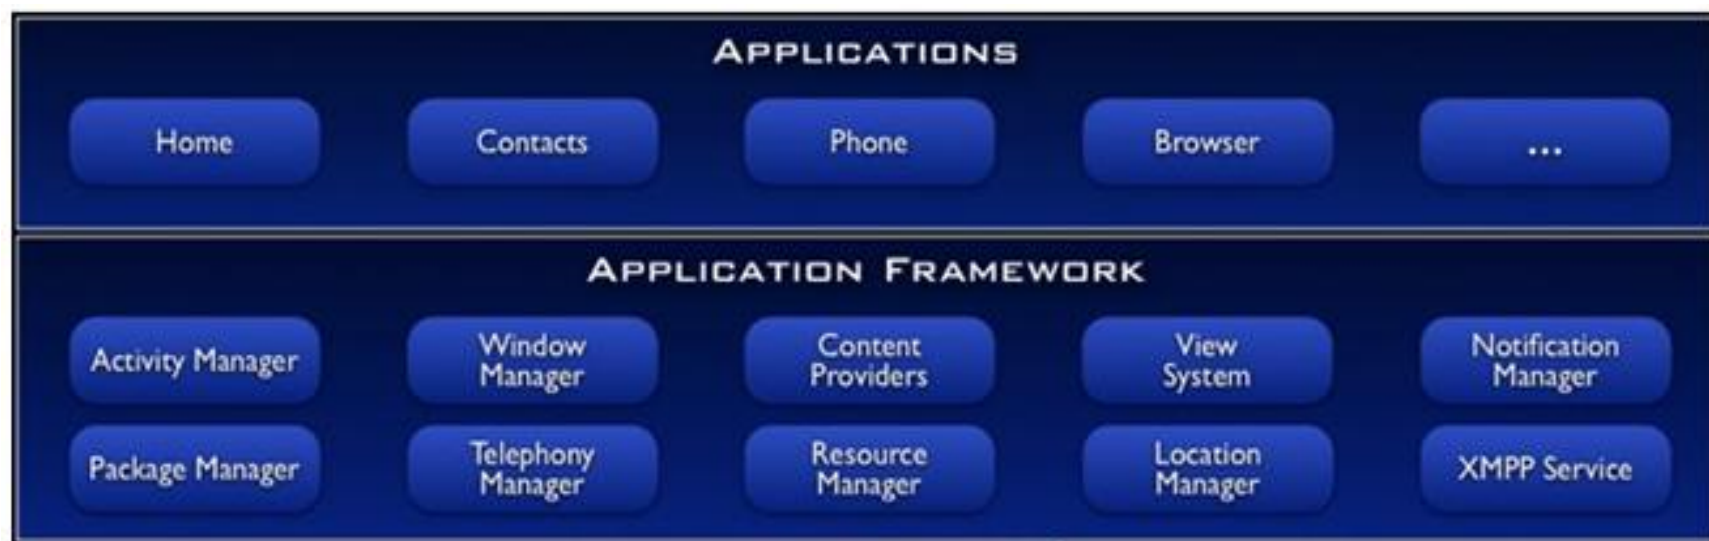 APPLICATIONS
Home
Contacts
Phone
Browser
...
APPLICATION FRAMEWORK
Activity Manager
Window
Manager
Content
Providers
View
System
Notification
Manager
Package Manager
Telephony
Manager
Resource
Manager
Location
Manager
XMPP Service